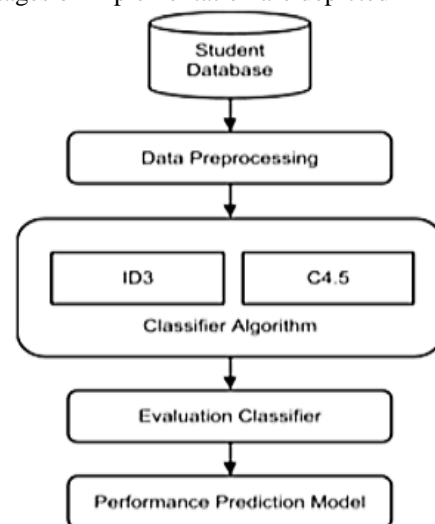 Student
Database
Data Preprocessing
ID3
C4.5
Classifier Algorithm
Evaluation Classifier
Performance Prediction Model